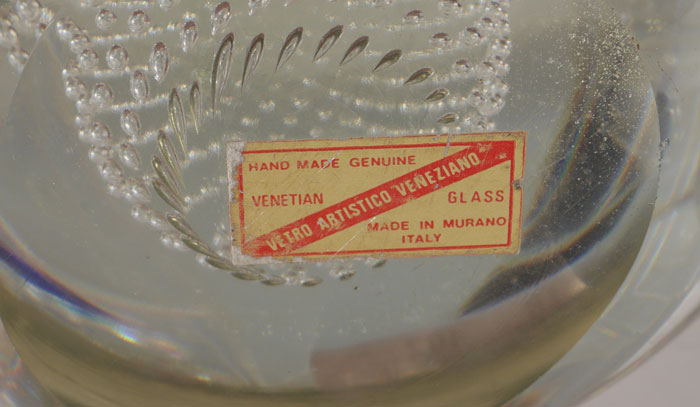 HAND MADE GENUINE
VENETIAN GLASS
VETRO ARTISTICO VENEZIANO
MADE IN MURANO
ITALY